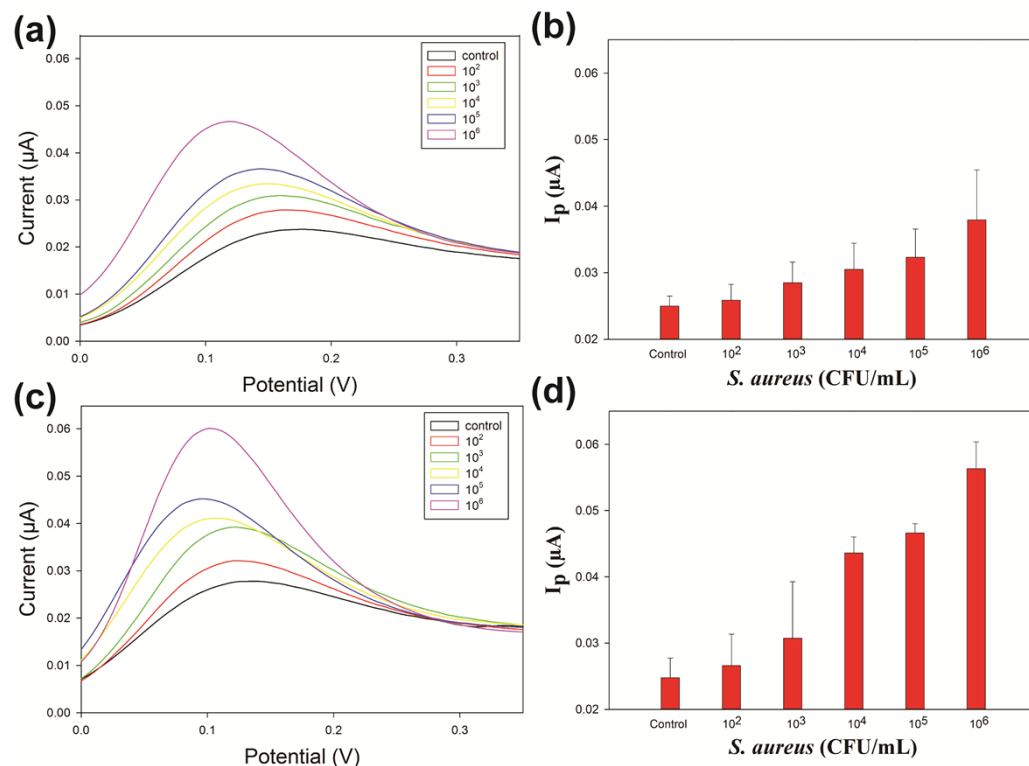 (a)
0.06
0.05
0.04
0.03
0.02
0.01
0.00
Current (µA)
0.0 0.1 0.2 0.3
Potential (V)
control
10²
10³
10⁴
10⁵
10⁶
(b)
0.06
0.05
0.04
0.03
0.02
Ip (µA)
Control 10² 10³ 10⁴ 10⁵ 10⁶
S. aureus (CFU/mL)
(c)
0.06
0.05
0.04
0.03
0.02
0.01
0.00
Current (µA)
0.0 0.1 0.2 0.3
Potential (V)
control
10²
10³
10⁴
10⁵
10⁶
(d)
0.06
0.05
0.04
0.03
0.02
Ip (µA)
Control 10² 10³ 10⁴ 10⁵ 10⁶
S. aureus (CFU/mL)